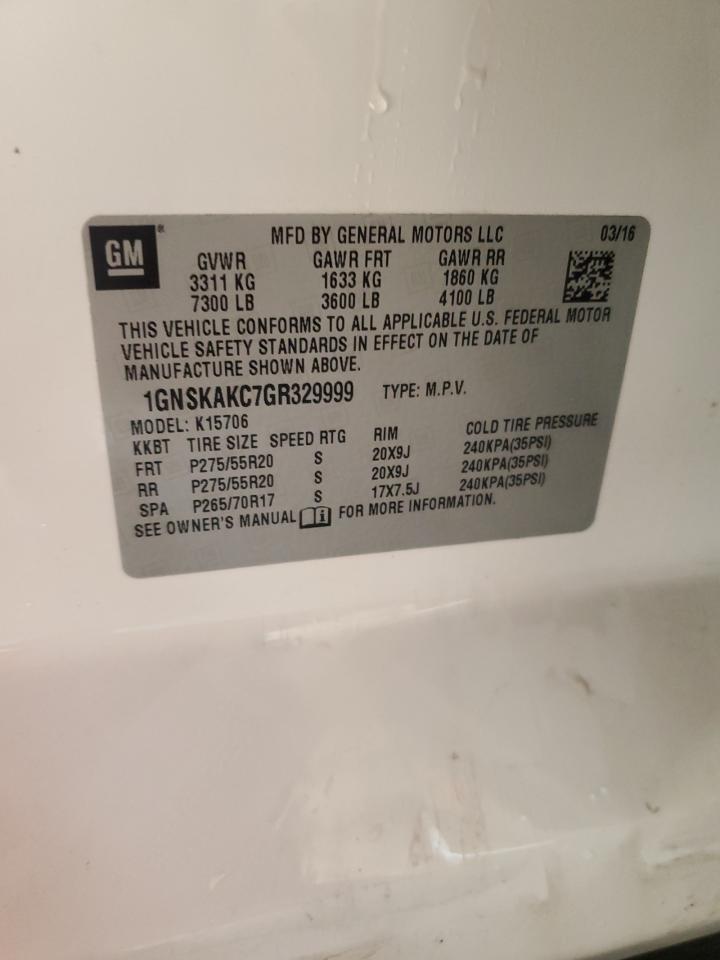 GM® MFD BY GENERAL MOTORS LLC 03/16
GVWR GAWR FRT GAWR RR
3311 KG 1633 KG 1860 KG
7300 LB 3600 LB 4100 LB
THIS VEHICLE CONFORMS TO ALL APPLICABLE U.S. FEDERAL MOTOR
VEHICLE SAFETY STANDARDS IN EFFECT ON THE DATE OF
MANUFACTURE SHOWN ABOVE.
1GNSKAKC7GR329999 TYPE: M.P.V.
MODEL: K15706
KKBT TIRE SIZE SPEED RTG RIM COLD TIRE PRESSURE
FRT P275/55R20 S 20X9J 240KPA(35PSI)
RR P275/55R20 S 20X9J 240KPA(35PSI)
SPA P265/70R17 S 17X7.5J 240KPA(35PSI)
SEE OWNER'S MANUAL FOR MORE INFORMATION.